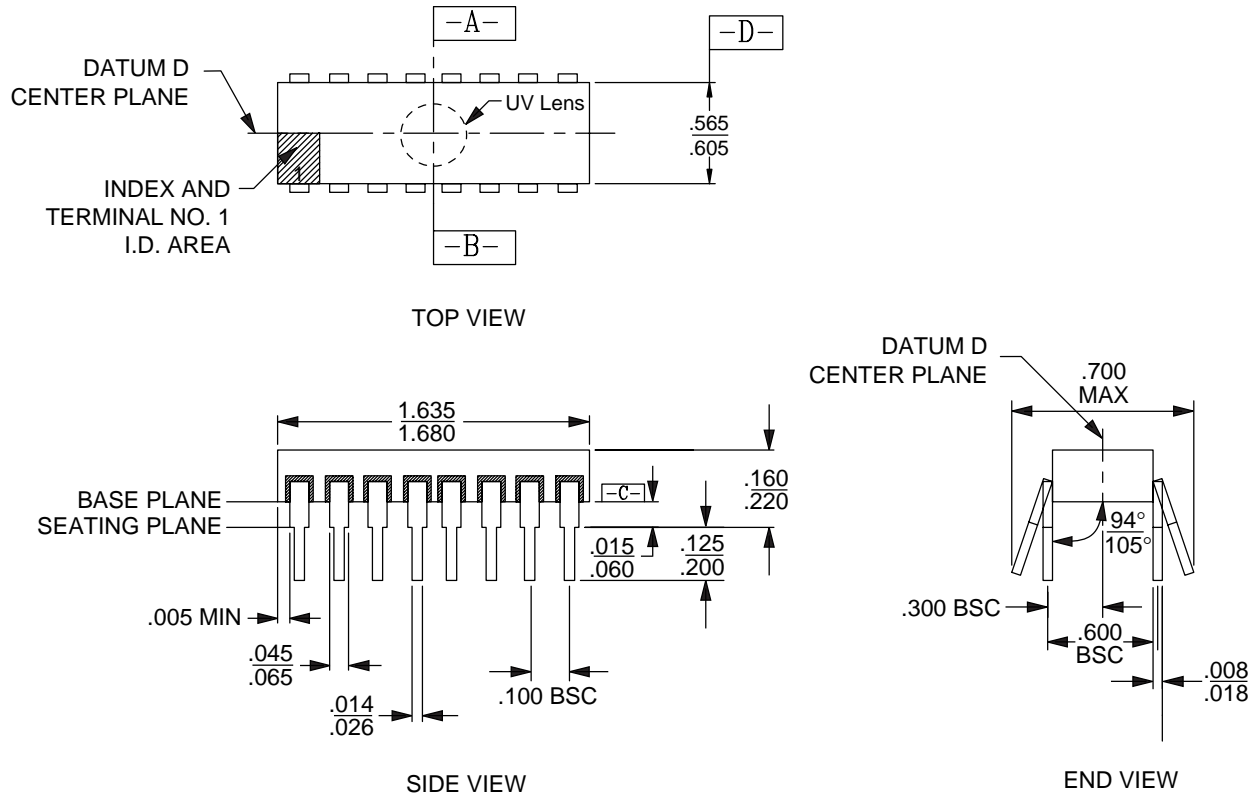 -A-
-D-
DATUM D
CENTER PLANE
UV Lens
.565
.605
1
INDEX AND
TERMINAL NO. 1
I.D. AREA
-B-
TOP VIEW
DATUM D
CENTER PLANE
.700
MAX
1.635
1.680
BASE PLANE
-C-
.160
.220
SEATING PLANE
.015
.060
.125
.200
94°
105°
.005 MIN
.300 BSC
.045
.065
.600
BSC
.100 BSC
.008
.018
.014
.026
SIDE VIEW
END VIEW